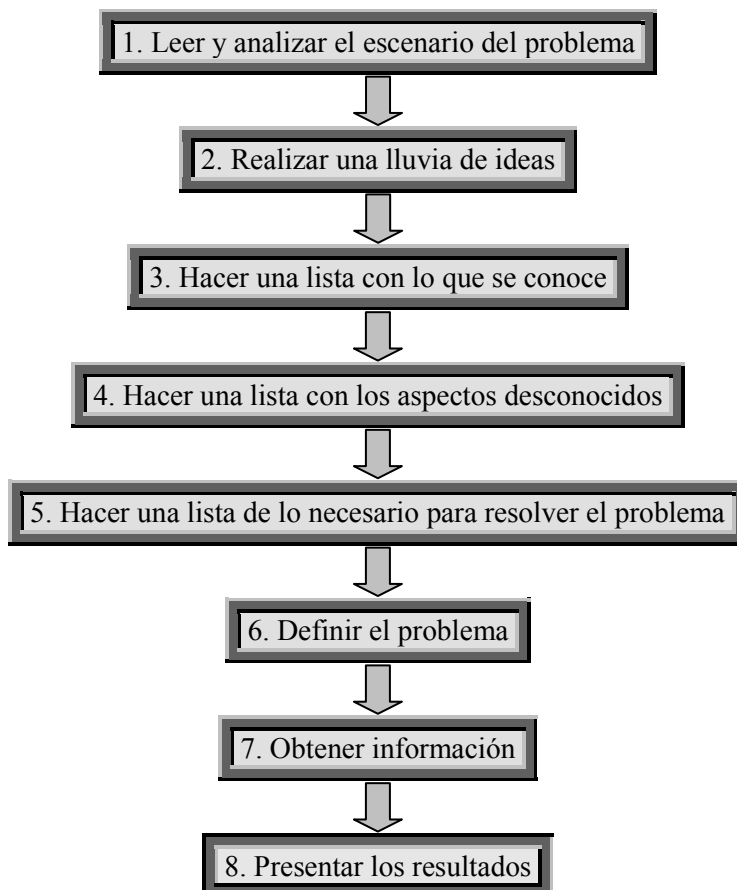 1. Leer y analizar el escenario del problema
2. Realizar una lluvia de ideas
3. Hacer una lista con lo que se conoce
4. Hacer una lista con los aspectos desconocidos
5. Hacer una lista de lo necesario para resolver el problema
6. Definir el problema
7. Obtener información
8. Presentar los resultados